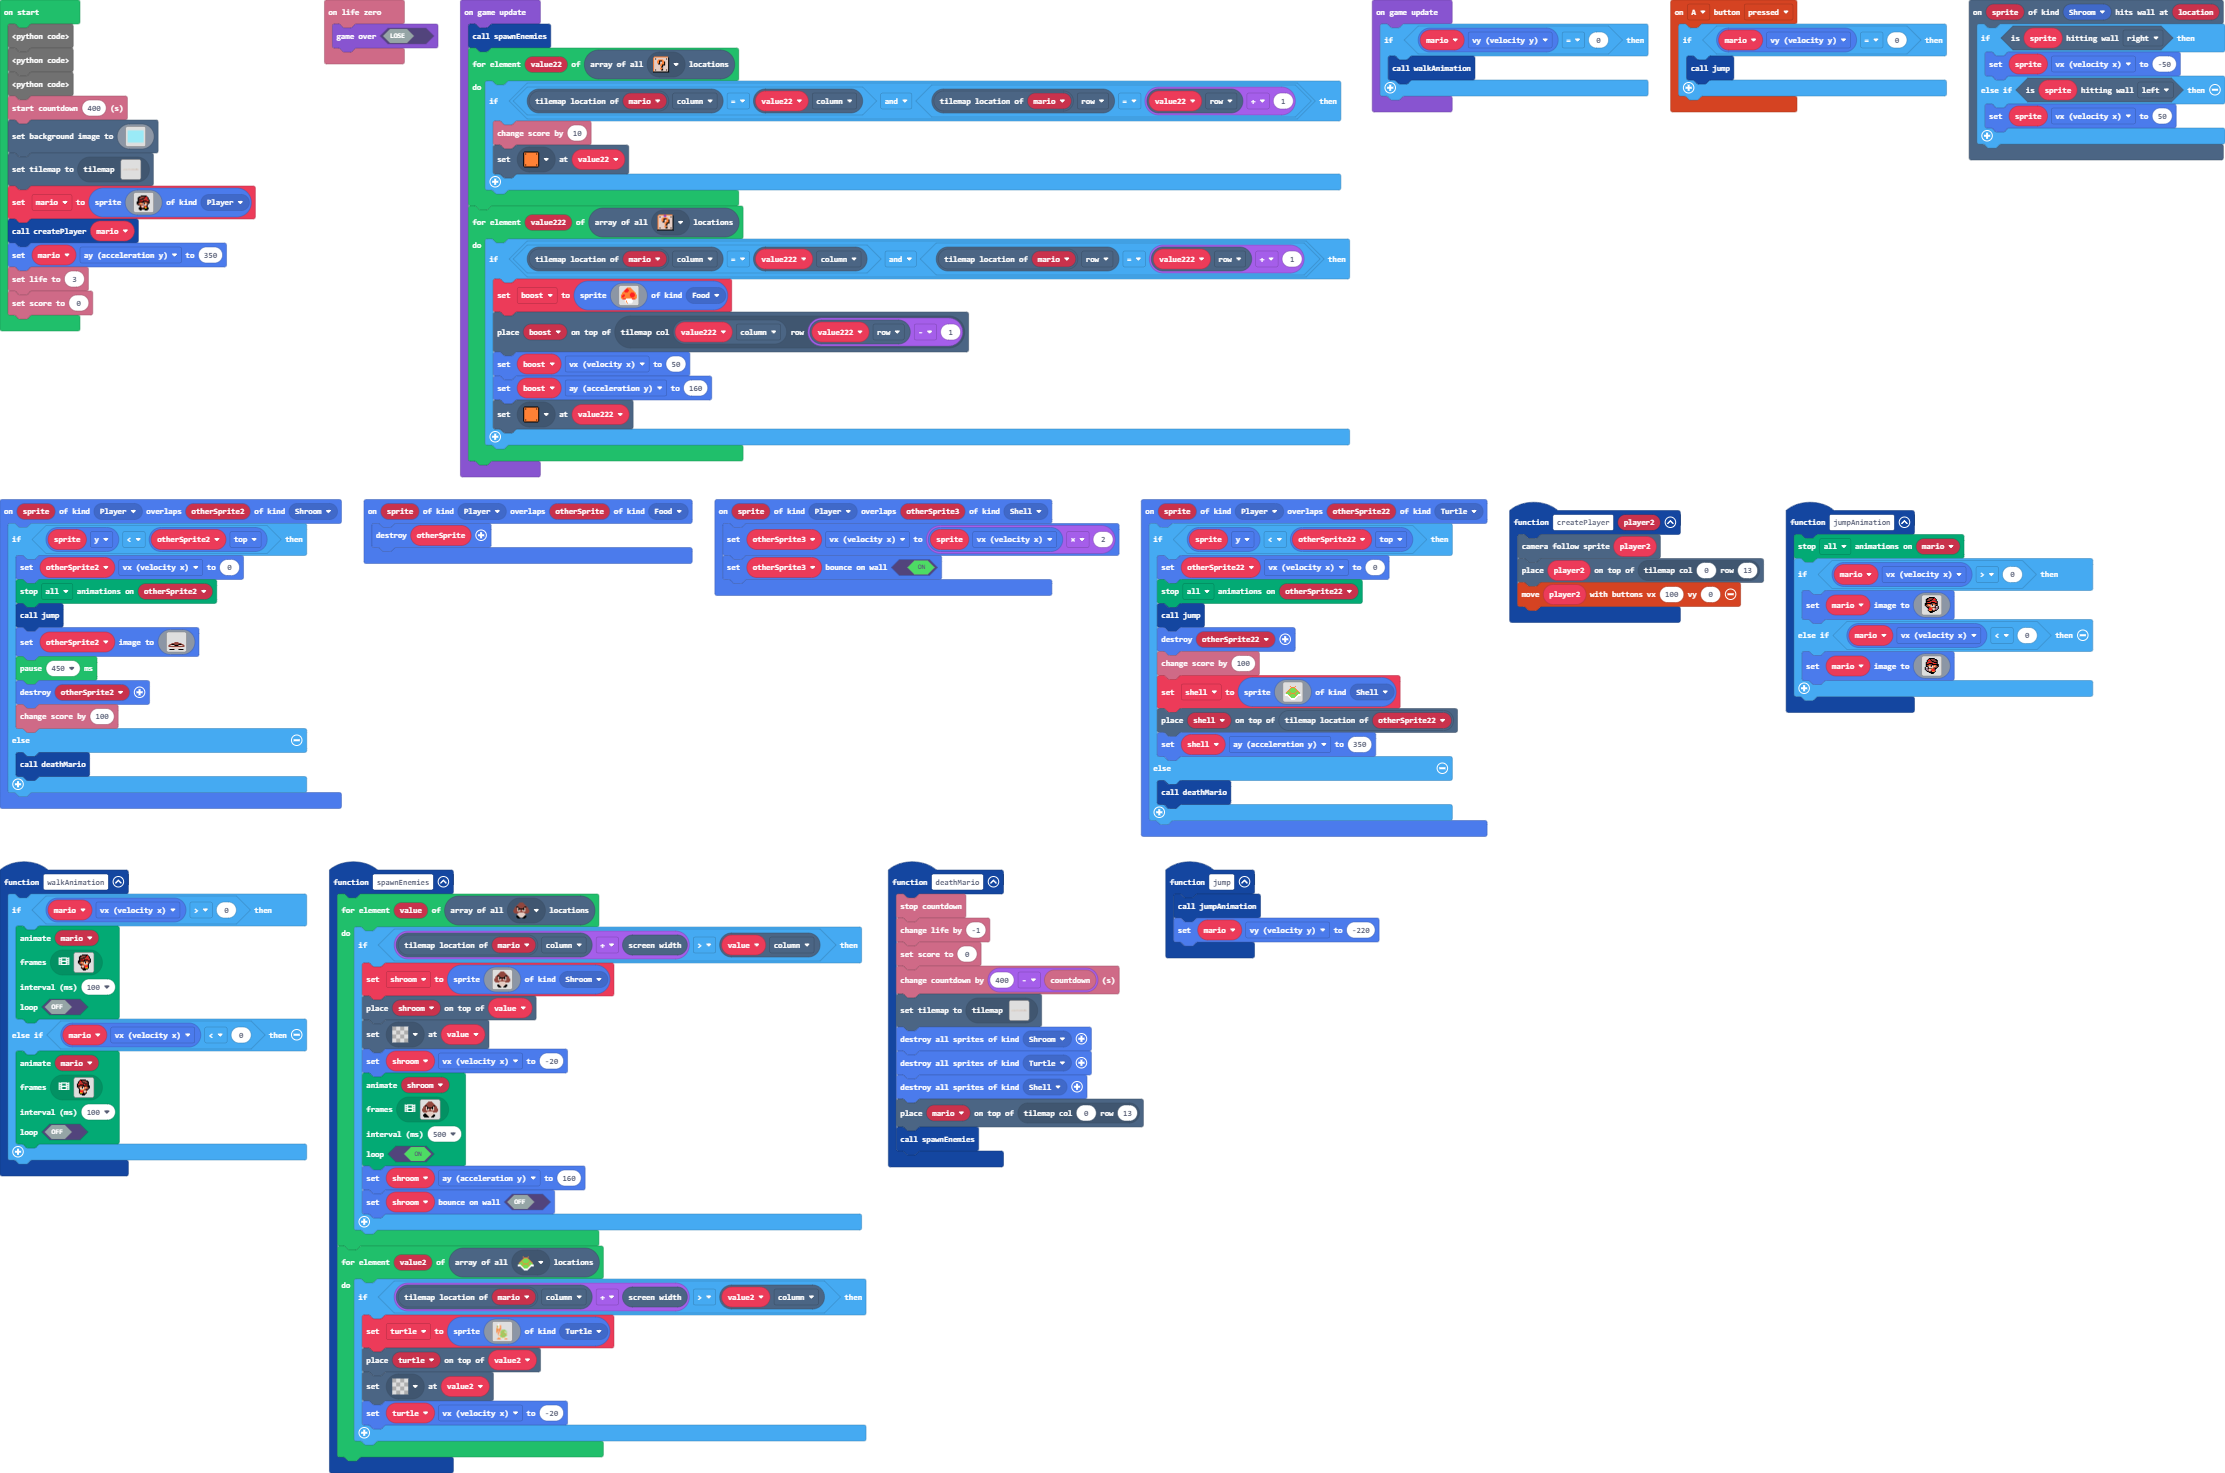 on start
<python code>
<python code>
<python code>
start countdown 400 (s)
set background image to
set tilemap to tilemap
set mario to sprite of kind Player
call createPlayer mario
set mario ay (acceleration y) to 350
set life to 3
set score to 0
on life zero
game over LOSE
on game update
call spawnEnemies
for element value22 of array of all locations
do
if tilemap location of mario column = value22 column and tilemap location of mario row = value22 row + 1 then
change score by 10
set at value22
for element value222 of array of all locations
do
if tilemap location of mario column = value222 column and tilemap location of mario row = value222 row + 1 then
set boost to sprite of kind Food
place boost on top of tilemap col value222 column row value222 row - 1
set boost vx (velocity x) to 50
set boost ay (acceleration y) to 160
set at value222
on game update
if mario vy (velocity y) = 0 then
call walkAnimation
on A button pressed
if mario vy (velocity y) = 0 then
call jump
on sprite of kind Shroom hits wall at location
if is sprite hitting wall right then
set sprite vx (velocity x) to -50
else if is sprite hitting wall left then
set sprite vx (velocity x) to 50
on sprite of kind Player overlaps otherSprite2 of kind Shroom
if sprite y < otherSprite2 top then
set otherSprite2 vx (velocity x) to 0
stop all animations on otherSprite2
call jump
set otherSprite2 image to
pause 450 ms
destroy otherSprite2
change score by 100
else
call deathMario
on sprite of kind Player overlaps otherSprite of kind Food
destroy otherSprite
on sprite of kind Player overlaps otherSprite3 of kind Shell
set otherSprite3 vx (velocity x) to sprite vx (velocity x) × 2
set otherSprite3 bounce on wall ON
on sprite of kind Player overlaps otherSprite22 of kind Turtle
if sprite y < otherSprite22 top then
set otherSprite22 vx (velocity x) to 0
stop all animations on otherSprite22
call jump
destroy otherSprite22
change score by 100
set shell to sprite of kind Shell
place shell on top of tilemap location of otherSprite22
set shell ay (acceleration y) to 350
else
call deathMario
function createPlayer player2
camera follow sprite player2
place player2 on top of tilemap col 0 row 13
move player2 with buttons vx 100 vy 0
function jumpAnimation
stop all animations on mario
if mario vx (velocity x) > 0 then
set mario image to
else if mario vx (velocity x) < 0 then
set mario image to
function walkAnimation
if mario vx (velocity x) > 0 then
animate mario
frames
interval (ms) 100
loop OFF
else if mario vx (velocity x) < 0 then
animate mario
frames
interval (ms) 100
loop OFF
function spawnEnemies
for element value of array of all locations
do
if tilemap location of mario column + screen width > value column then
set shroom to sprite of kind Shroom
place shroom on top of value
set at value
set shroom vx (velocity x) to -20
animate shroom
frames
interval (ms) 500
loop ON
set shroom ay (acceleration y) to 160
set shroom bounce on wall OFF
for element value2 of array of all locations
do
if tilemap location of mario column + screen width > value2 column then
set turtle to sprite of kind Turtle
place turtle on top of value2
set at value2
set turtle vx (velocity x) to -20
function deathMario
stop countdown
change life by -1
set score to 0
change countdown by 400 - countdown (s)
set tilemap to tilemap
destroy all sprites of kind Shroom
destroy all sprites of kind Turtle
destroy all sprites of kind Shell
place mario on top of tilemap col 0 row 13
call spawnEnemies
function jump
call jumpAnimation
set mario vy (velocity y) to -220